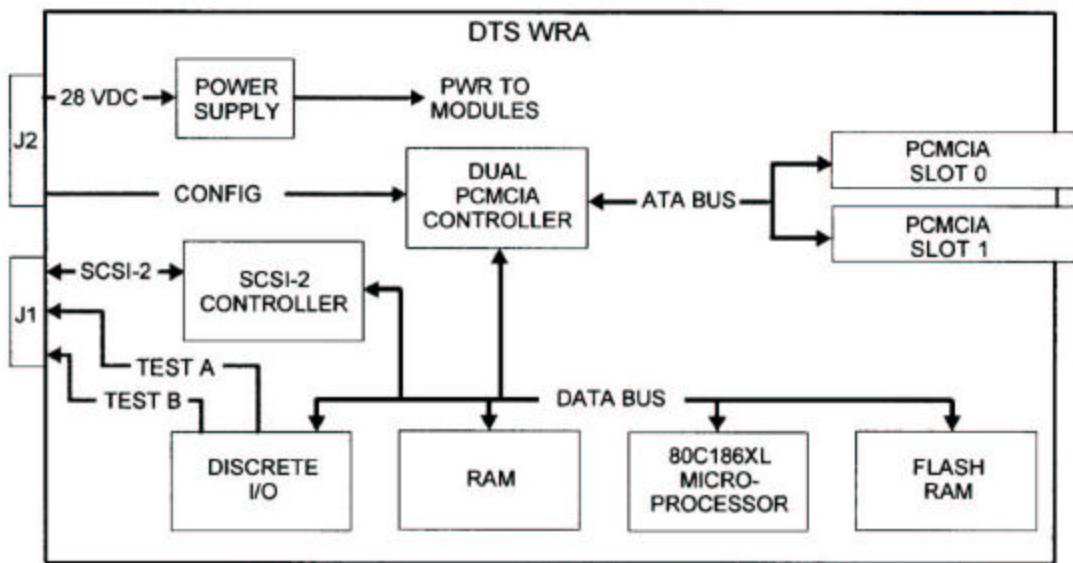 DTS WRA
J2
28 VDC
POWER
SUPPLY
PWR TO
MODULES
CONFIG
DUAL
PCMCIA
CONTROLLER
ATA BUS
PCMCIA
SLOT 0
PCMCIA
SLOT 1
J1
SCSI-2
SCSI-2
CONTROLLER
TEST A
TEST B
DATA BUS
DISCRETE
I/O
RAM
80C186XL
MICRO-
PROCESSOR
FLASH
RAM